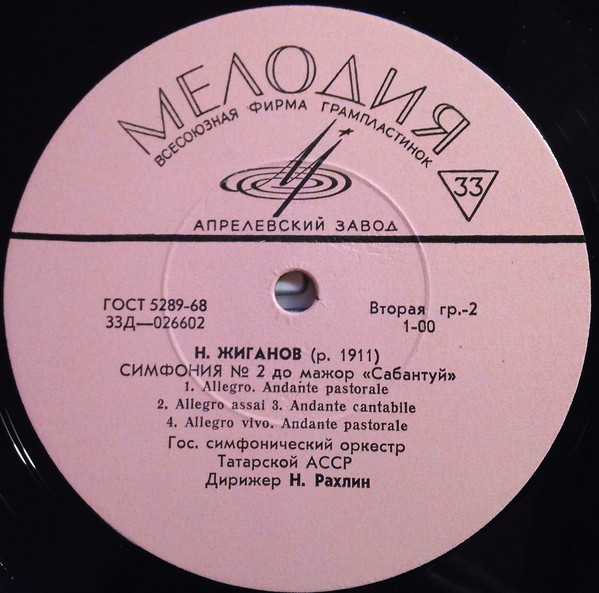 МЕЛОДИЯ
ВСЕСОЮЗНАЯ ФИРМА ГРАМПЛАСТИНОК
33
АПРЕЛЕВСКИЙ ЗАВОД
ГОСТ 5289-68
33Д—026602
Вторая гр.-2
1-00
Н. ЖИГАНОВ (р. 1911)
СИМФОНИЯ № 2 до мажор «Сабантуй»
1. Allegro. Andante pastorale
2. Allegro assai 3. Andante cantabile
4. Allegro vivo. Andante pastorale
Гос. симфонический оркестр
Татарской АССР
Дирижер Н. Рахлин